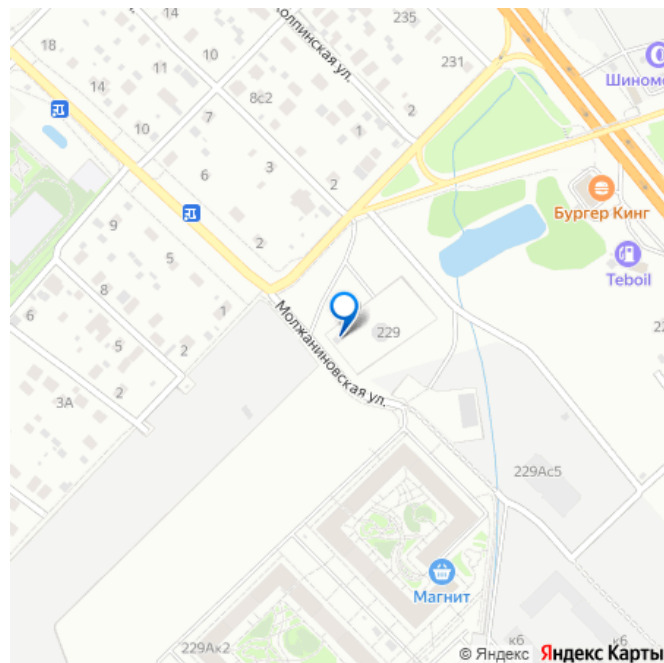 235
18
11
10
231
14
14
8с2
Шином
7
1
2
10
6
3
2
Бургер Кинг
9
2
5
Teboil
8
1
Молжаниновская ул.
229
6
5
2
2
3А
229Ас5
Магнит
229Ак2
к6
к6
© Яндекс Яндекс Карты